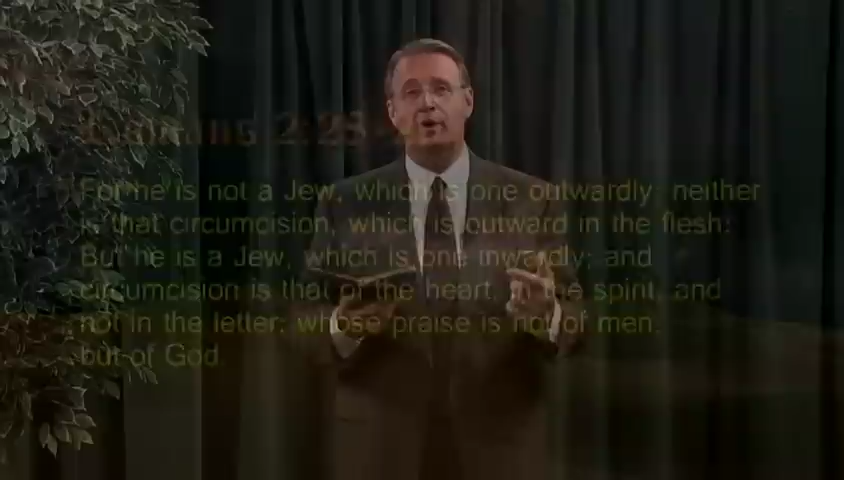 Romans 2:28-
For he is not a Jew, which is one outwardly; neither
is that circumcision, which is outward in the flesh:
But he is a Jew, which is one inwardly; and
circumcision is that of the heart, in the spirit, and
not in the letter; whose praise is not of men,
but of God